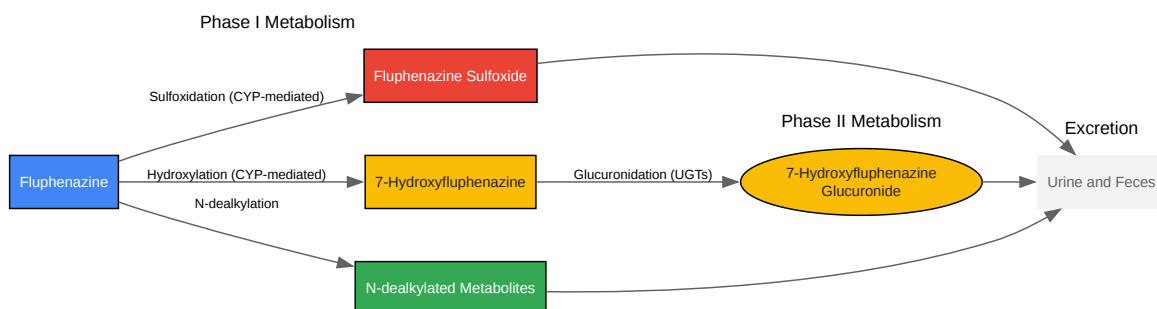 Phase I Metabolism
Fluphenazine Sulfoxide
Sulfoxidation (CYP-mediated)
Phase II Metabolism
Excretion
Fluphenazine
Hydroxylation (CYP-mediated)
7-Hydroxyfluphenazine
Glucuronidation (UGTs)
7-Hydroxyfluphenazine
Glucuronide
Urine and Feces
N-dealkylation
N-dealkylated Metabolites